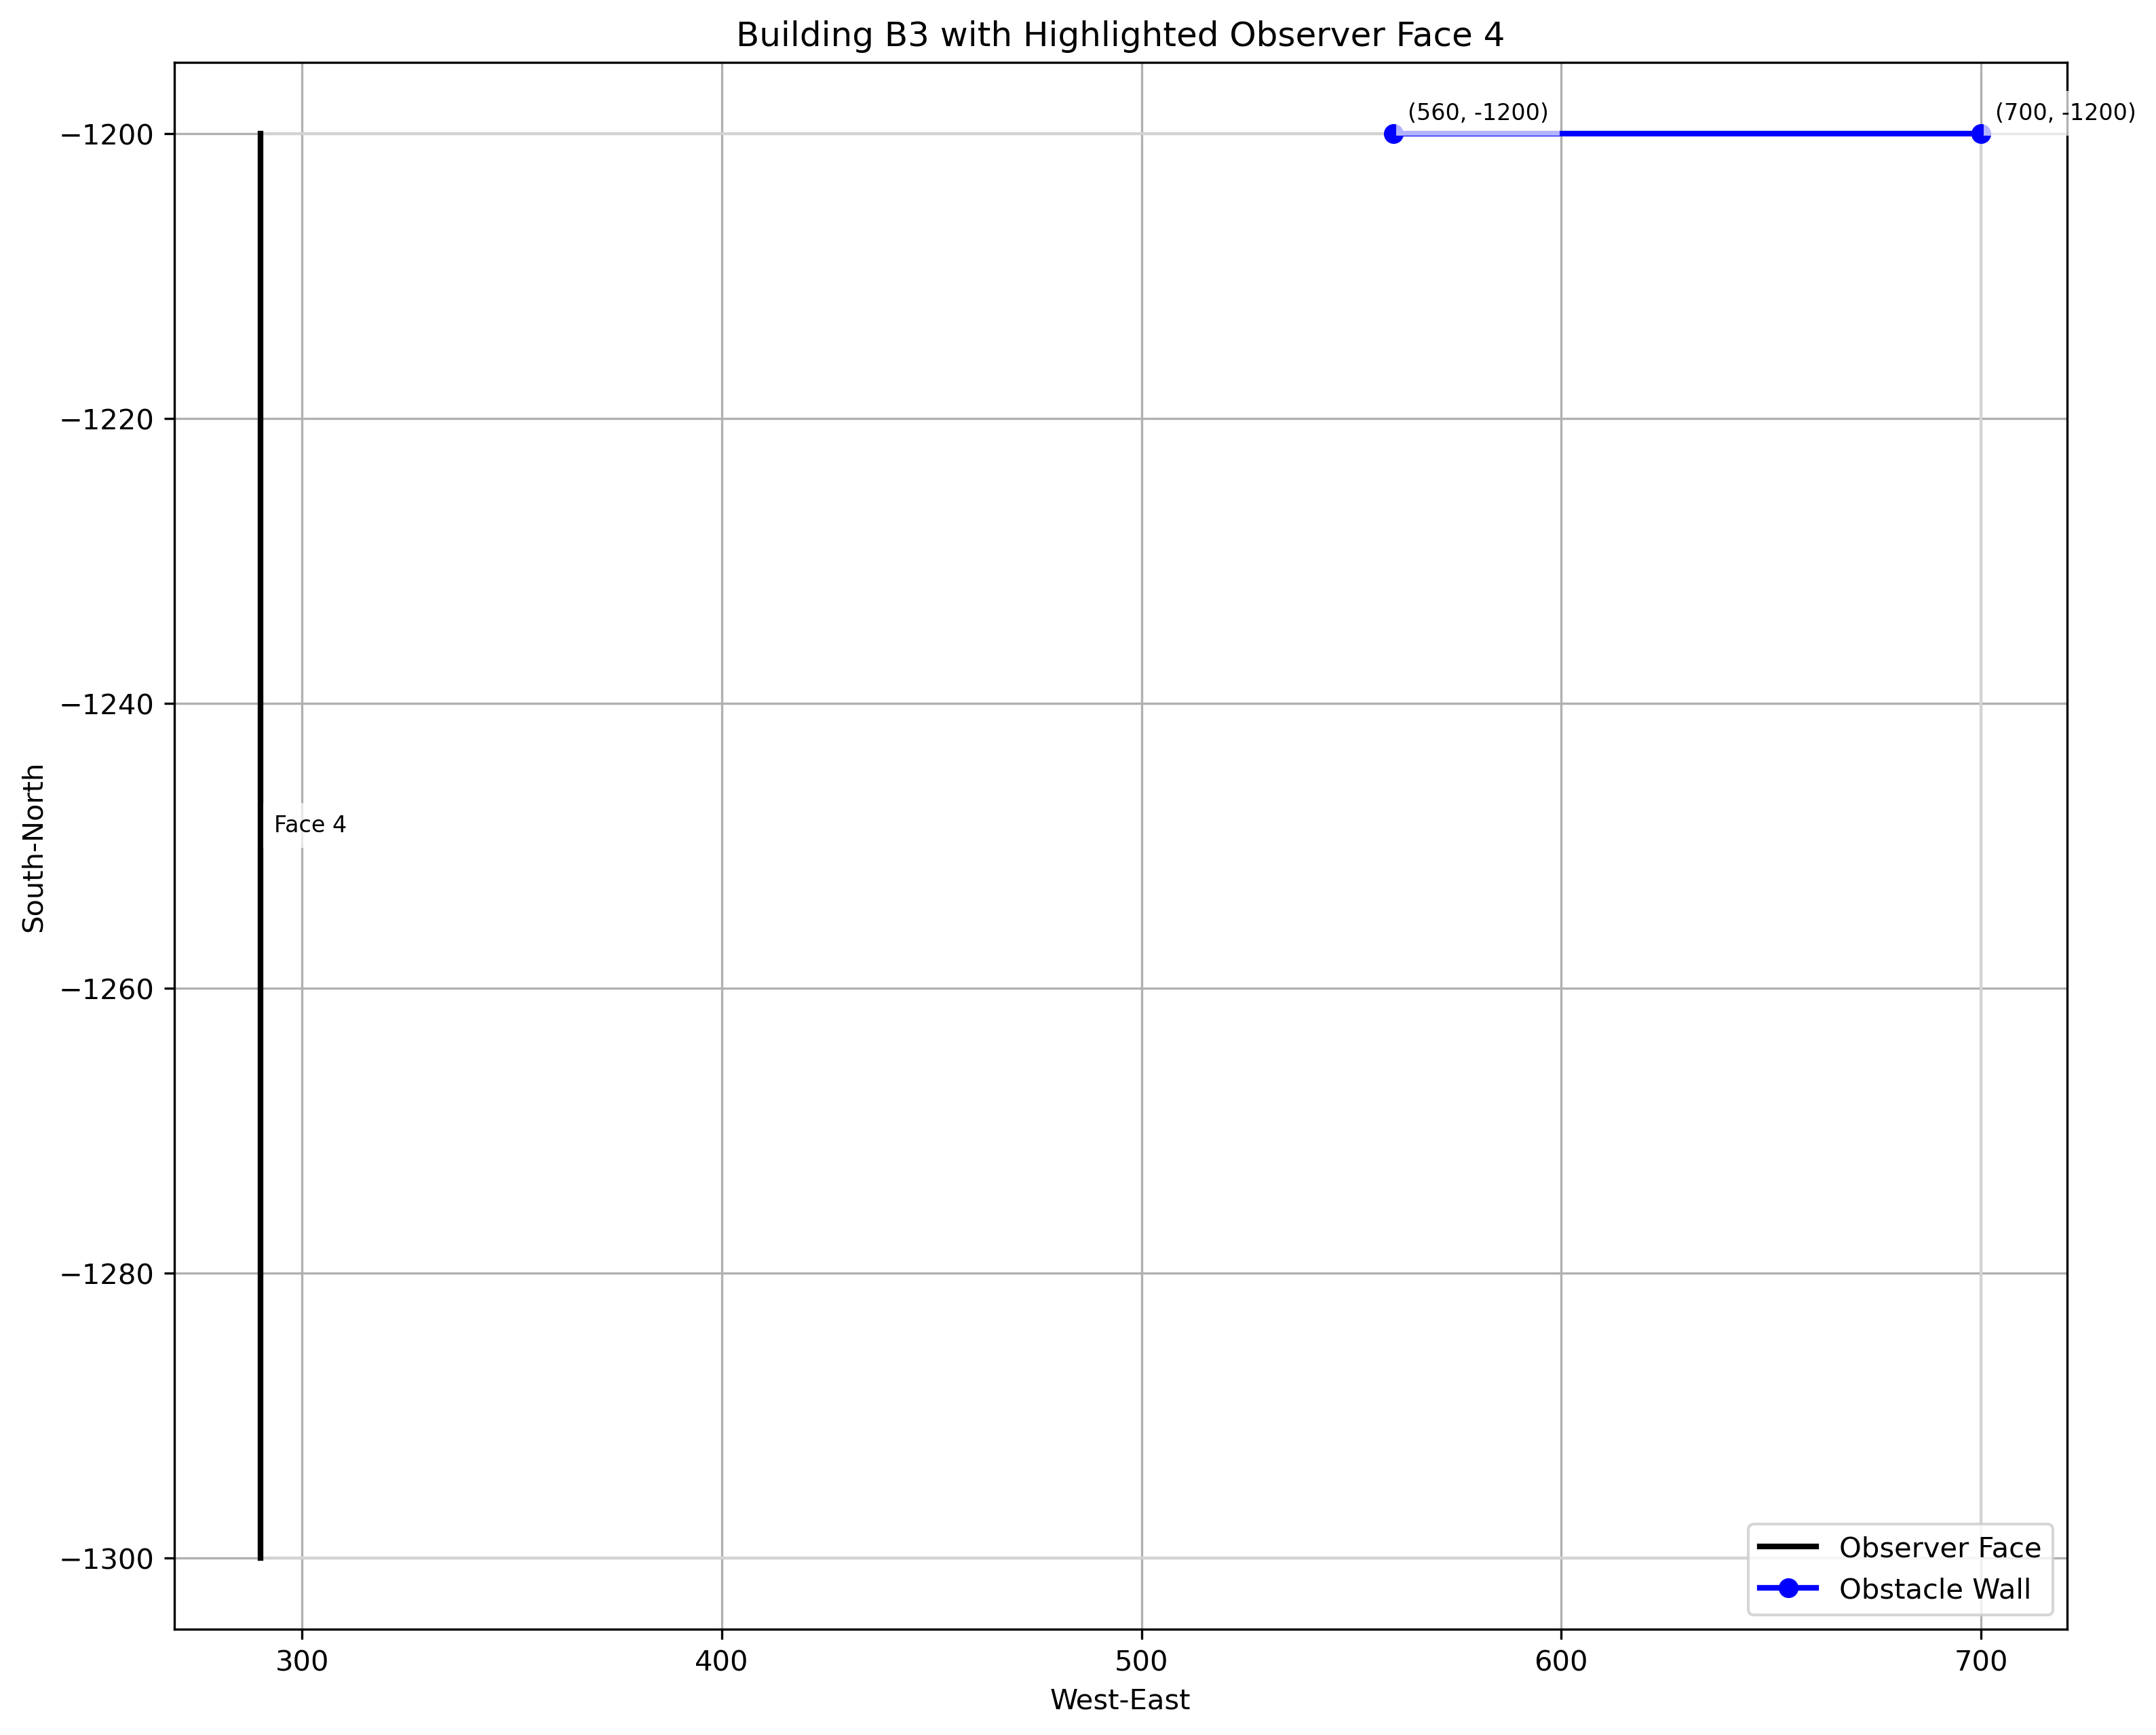 Building B3 with Highlighted Observer Face 4
(560, -1200)
(700, -1200)
−1200
−1220
−1240
Face 4
−1260
−1280
−1300
South-North
Observer Face
Obstacle Wall
300
400
500
600
700
West-East